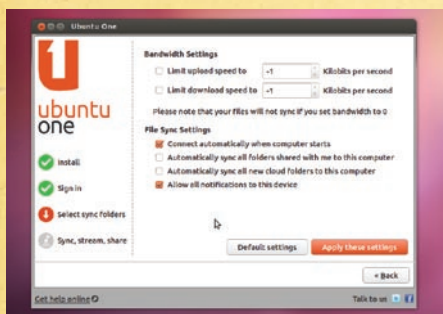 Ubuntu One
ubuntu
one
Install
Sign in
Select sync folders
Sync, stream, share
Bandwidth Settings
Limit upload speed to -1 Kilobits per second
Limit download speed to -1 Kilobits per second
Please note that your files will not sync if you set bandwidth to 0
File Sync Settings
Connect automatically when computer starts
Automatically sync all folders shared with me to this computer
Automatically sync all new cloud folders to this computer
Allow all notifications to this device
Default settings Apply these settings
< Back
Get help online Talk to us